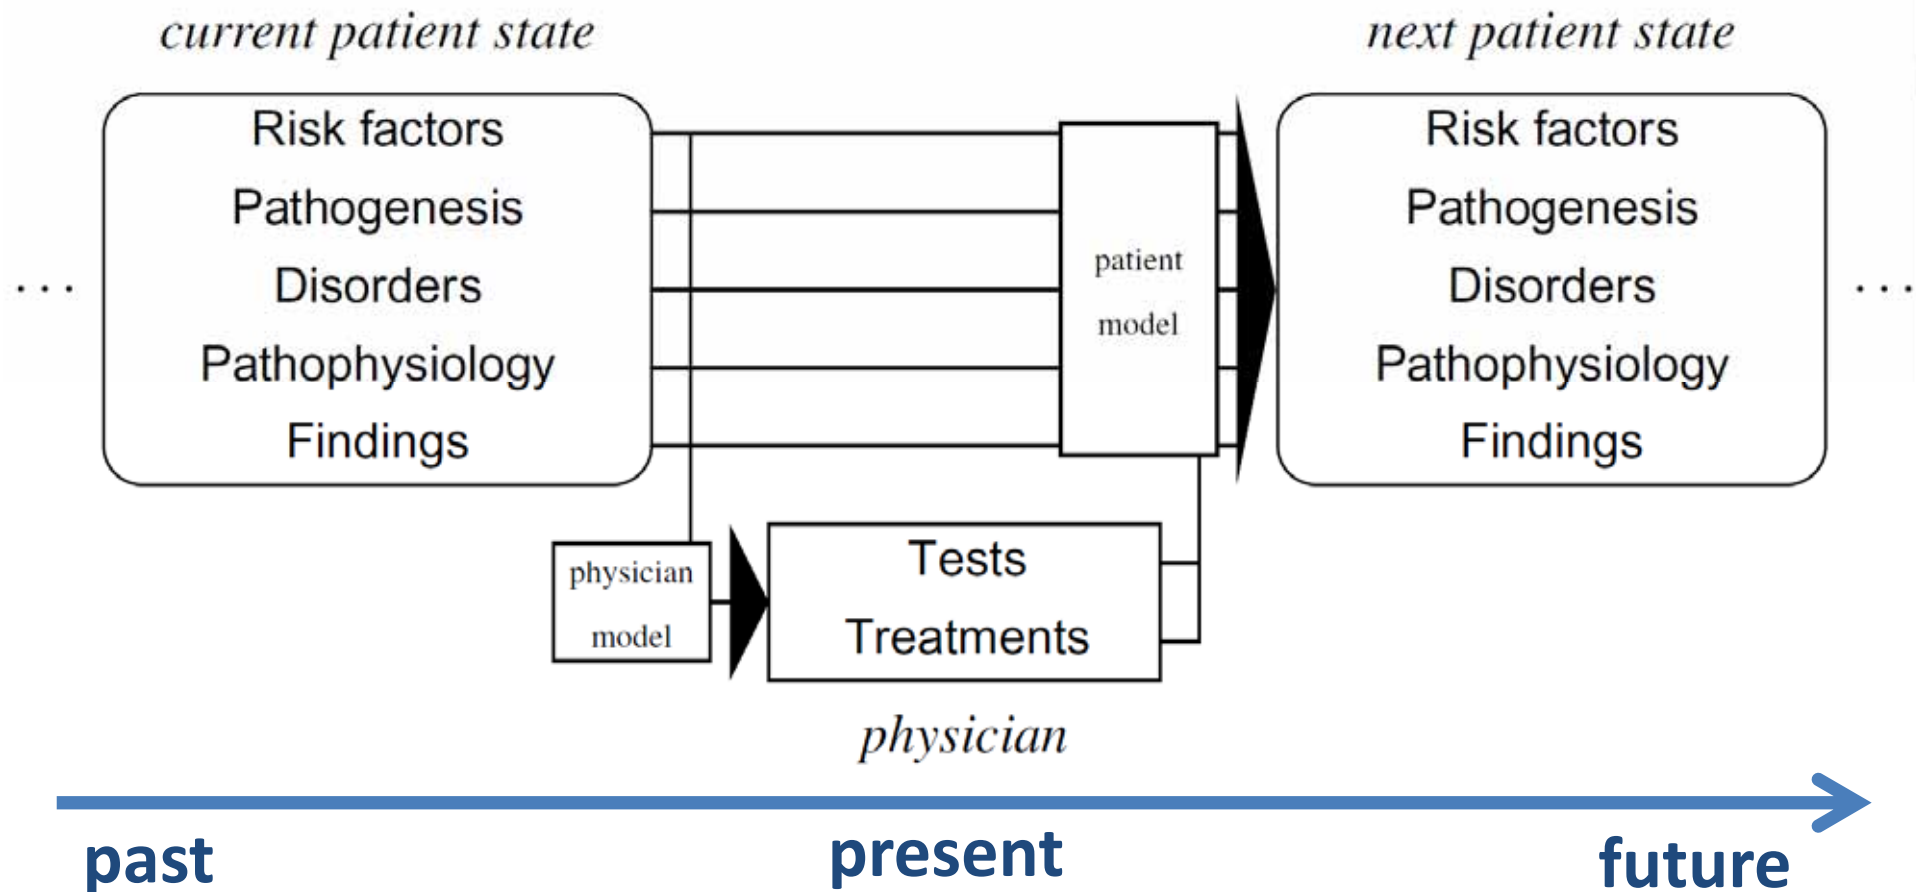 current patient state
next patient state
Risk factors
Pathogenesis
Disorders
Pathophysiology
Findings
patient
model
Risk factors
Pathogenesis
Disorders
Pathophysiology
Findings
. . .
. . .
physician
model
Tests
Treatments
physician
past
present
future